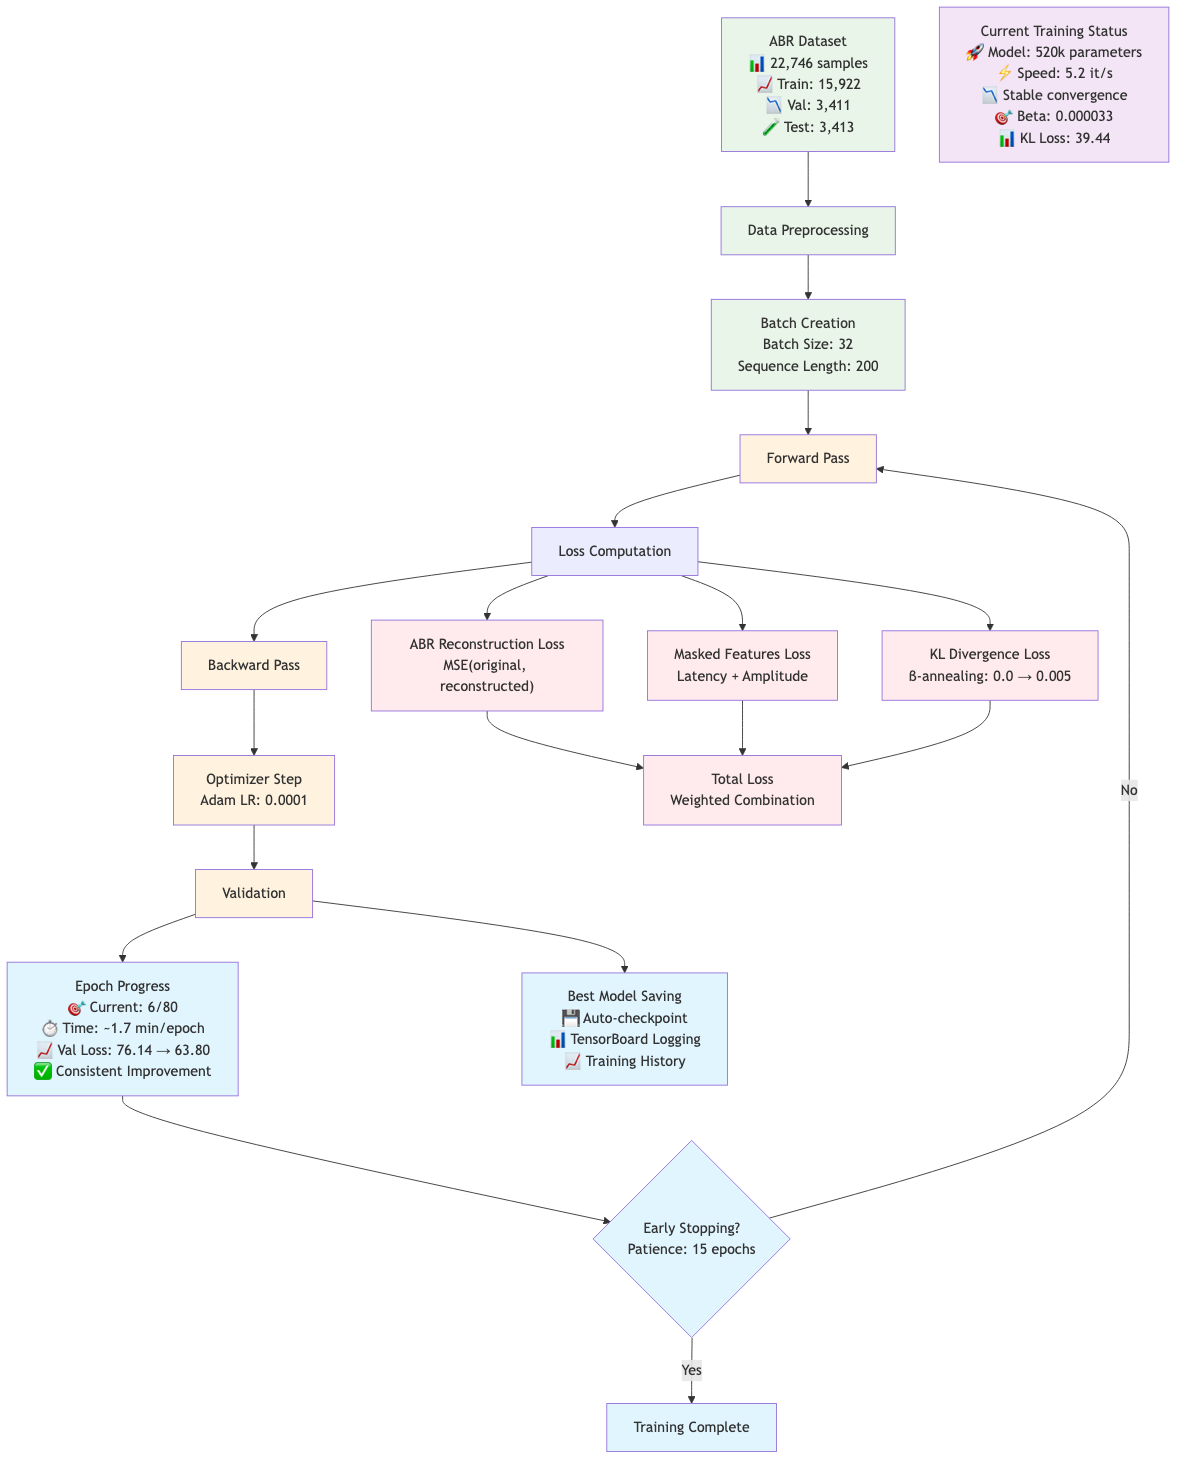 ABR Dataset
📊 22,746 samples
📈 Train: 15,922
📉 Val: 3,411
🧪 Test: 3,413
Current Training Status
🚀 Model: 520k parameters
⚡ Speed: 5.2 it/s
📉 Stable convergence
🎯 Beta: 0.000033
📊 KL Loss: 39.44
Data Preprocessing
Batch Creation
Batch Size: 32
Sequence Length: 200
Forward Pass
Loss Computation
Backward Pass
ABR Reconstruction Loss
MSE(original,
reconstructed)
Masked Features Loss
Latency + Amplitude
KL Divergence Loss
β-annealing: 0.0 → 0.005
Optimizer Step
Adam LR: 0.0001
Total Loss
Weighted Combination
No
Validation
Epoch Progress
🎯 Current: 6/80
⏱️ Time: ~1.7 min/epoch
📈 Val Loss: 76.14 → 63.80
✅ Consistent Improvement
Best Model Saving
💾 Auto-checkpoint
📊 TensorBoard Logging
📈 Training History
Early Stopping?
Patience: 15 epochs
Yes
Training Complete